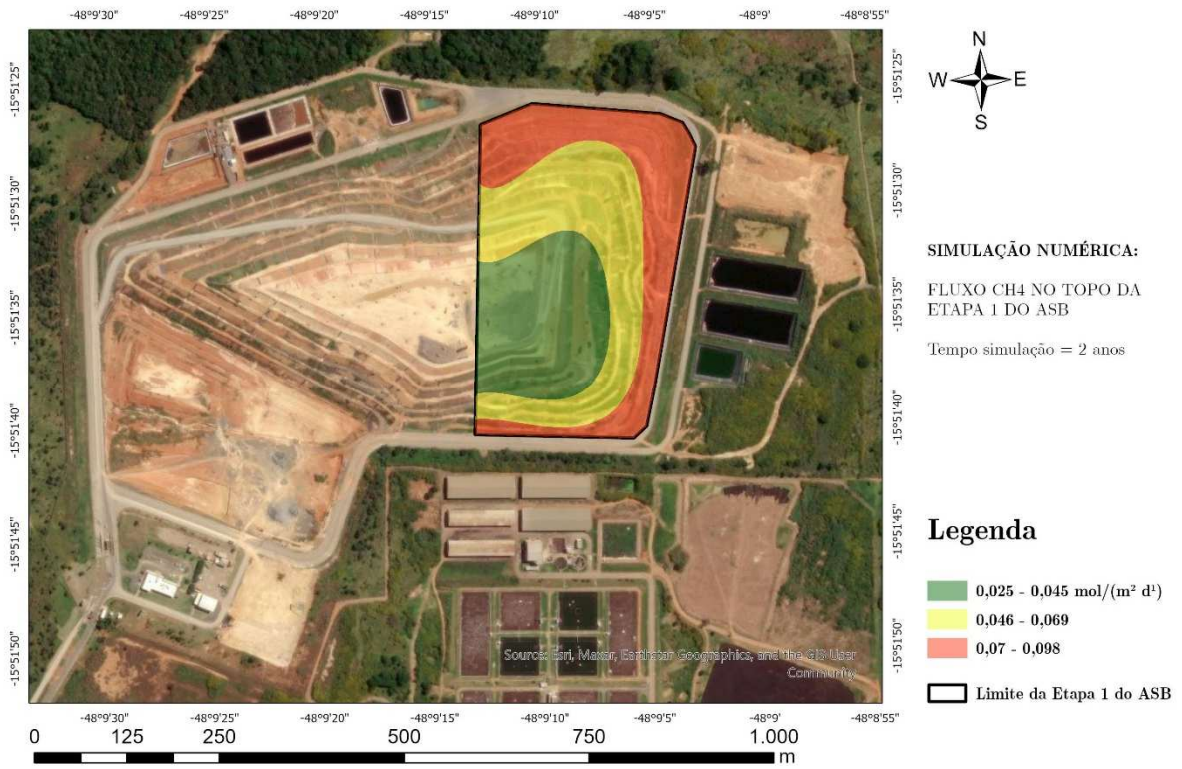 -48°9'30" -48°9'25" -48°9'20" -48°9'15" -48°9'10" -48°9'5" -48°9' -48°8'55"
-15°51'25" -15°51'30" -15°51'35" -15°51'40" -15°51'45" -15°51'50"
Source: Esri, Maxar, Earthstar Geographics, and the GIS User
Community
-15°51'25" -15°51'30" -15°51'35" -15°51'40" -15°51'45" -15°51'50"
-48°9'30" -48°9'25" -48°9'20" -48°9'15" -48°9'10" -48°9'5" -48°9' -48°8'55"
0 125 250 500 750 1.000
m
N
W E
S
SIMULAÇÃO NUMÉRICA:
FLUXO CH4 NO TOPO DA
ETAPA 1 DO ASB
Tempo simulação = 2 anos
Legenda
0,025 - 0,045 mol/(m² d¹)
0,046 - 0,069
0,07 - 0,098
Limite da Etapa 1 do ASB